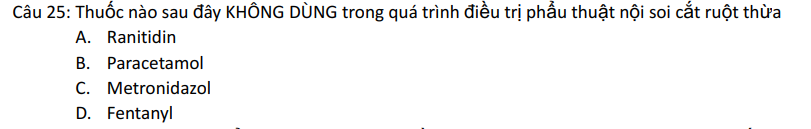 Câu 25: Thuốc nào sau đây KHÔNG DÙNG trong quá trình điều trị phẩu thuật nội soi cắt ruột thừa
A. Ranitidin
B. Paracetamol
C. Metronidazol
D. Fentanyl